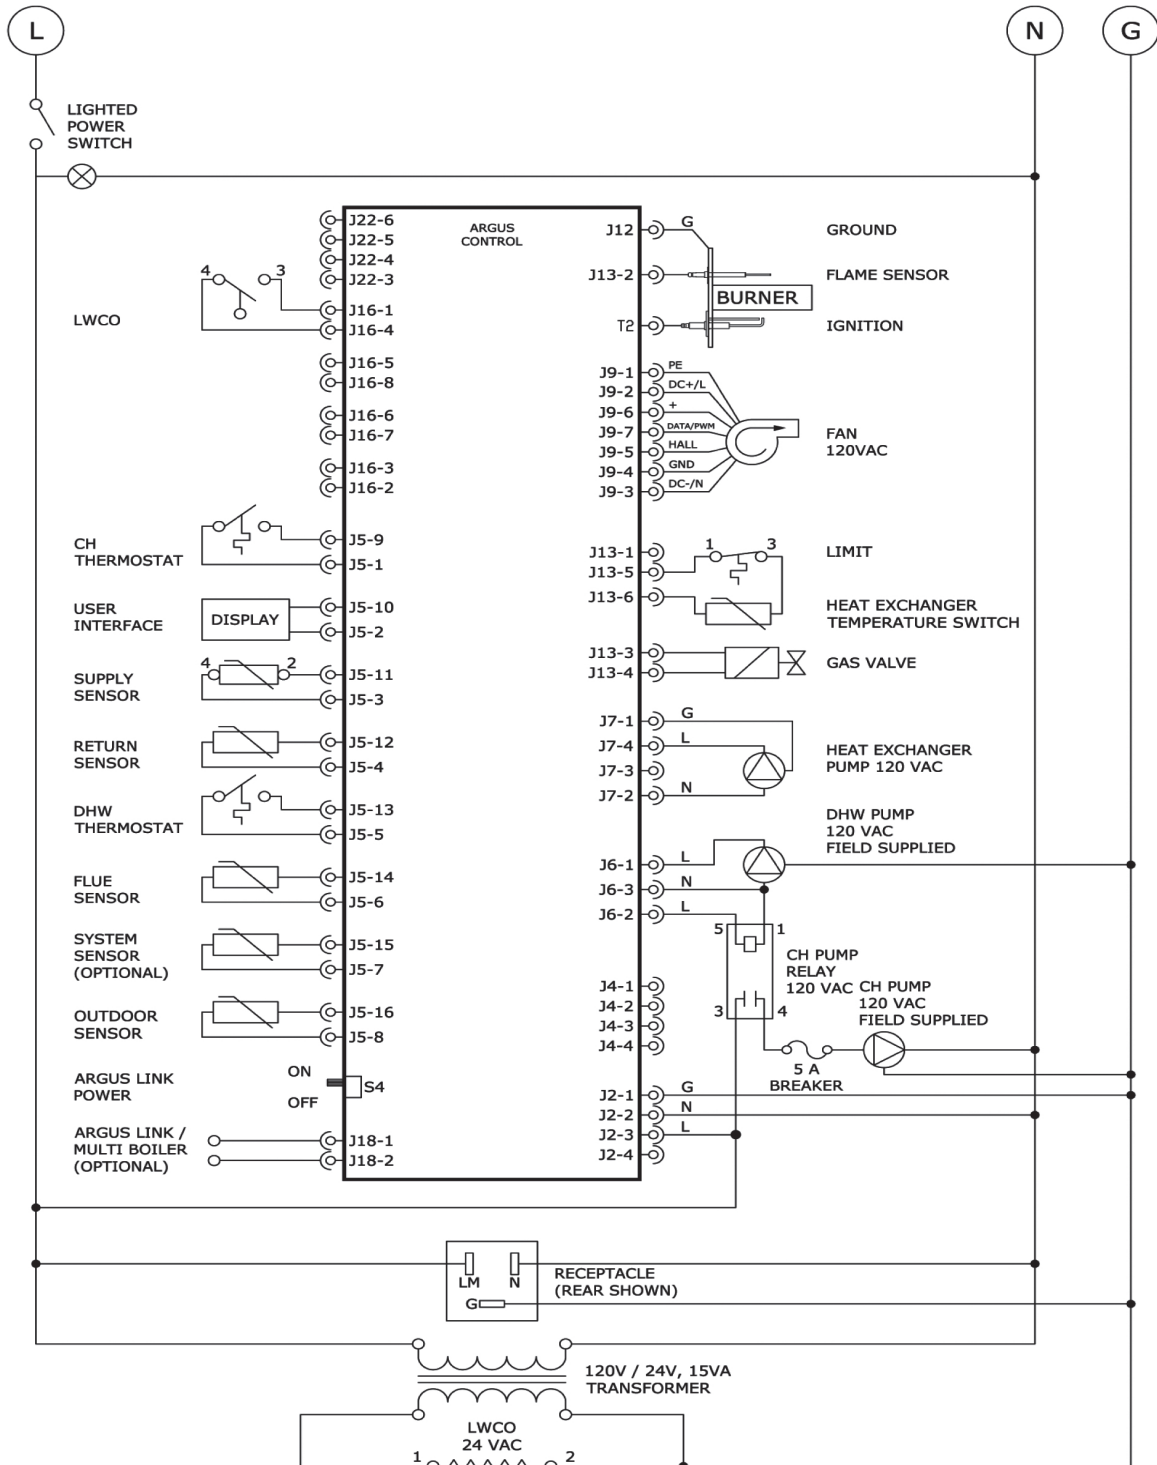 L
N
G
LIGHTED
POWER
SWITCH
ARGUS
CONTROL
J22-6
J22-5
J22-4
J22-3
4
3
LWCO
J16-1
J16-4
J16-5
J16-8
J16-6
J16-7
J16-3
J16-2
CH
THERMOSTAT
J5-9
J5-1
USER
INTERFACE
DISPLAY
J5-10
J5-2
SUPPLY
SENSOR
4
2
J5-11
J5-3
RETURN
SENSOR
J5-12
J5-4
DHW
THERMOSTAT
J5-13
J5-5
FLUE
SENSOR
J5-14
J5-6
SYSTEM
SENSOR
(OPTIONAL)
J5-15
J5-7
OUTDOOR
SENSOR
J5-16
J5-8
ARGUS LINK
POWER
ON
OFF
S4
ARGUS LINK /
MULTI BOILER
(OPTIONAL)
J18-1
J18-2
J12
G
GROUND
J13-2
FLAME SENSOR
BURNER
T2
IGNITION
J9-1
PE
J9-2
DC+/L
J9-6
+
J9-7
DATA/PWM
J9-5
HALL
J9-4
GND
J9-3
DC-/N
FAN
120VAC
J13-1
J13-5
J13-6
1
3
LIMIT
HEAT EXCHANGER
TEMPERATURE SWITCH
J13-3
J13-4
GAS VALVE
J7-1
G
J7-4
L
J7-3
J7-2
N
HEAT EXCHANGER
PUMP 120 VAC
DHW PUMP
120 VAC
FIELD SUPPLIED
J6-1
L
J6-3
N
J6-2
L
5
1
3
4
CH PUMP
RELAY
120 VAC
CH PUMP
120 VAC
FIELD SUPPLIED
J4-1
J4-2
J4-3
J4-4
5 A
BREAKER
J2-1
G
J2-2
N
J2-3
L
J2-4
LM
N
G
RECEPTACLE
(REAR SHOWN)
120V / 24V, 15VA
TRANSFORMER
LWCO
24 VAC
1
2